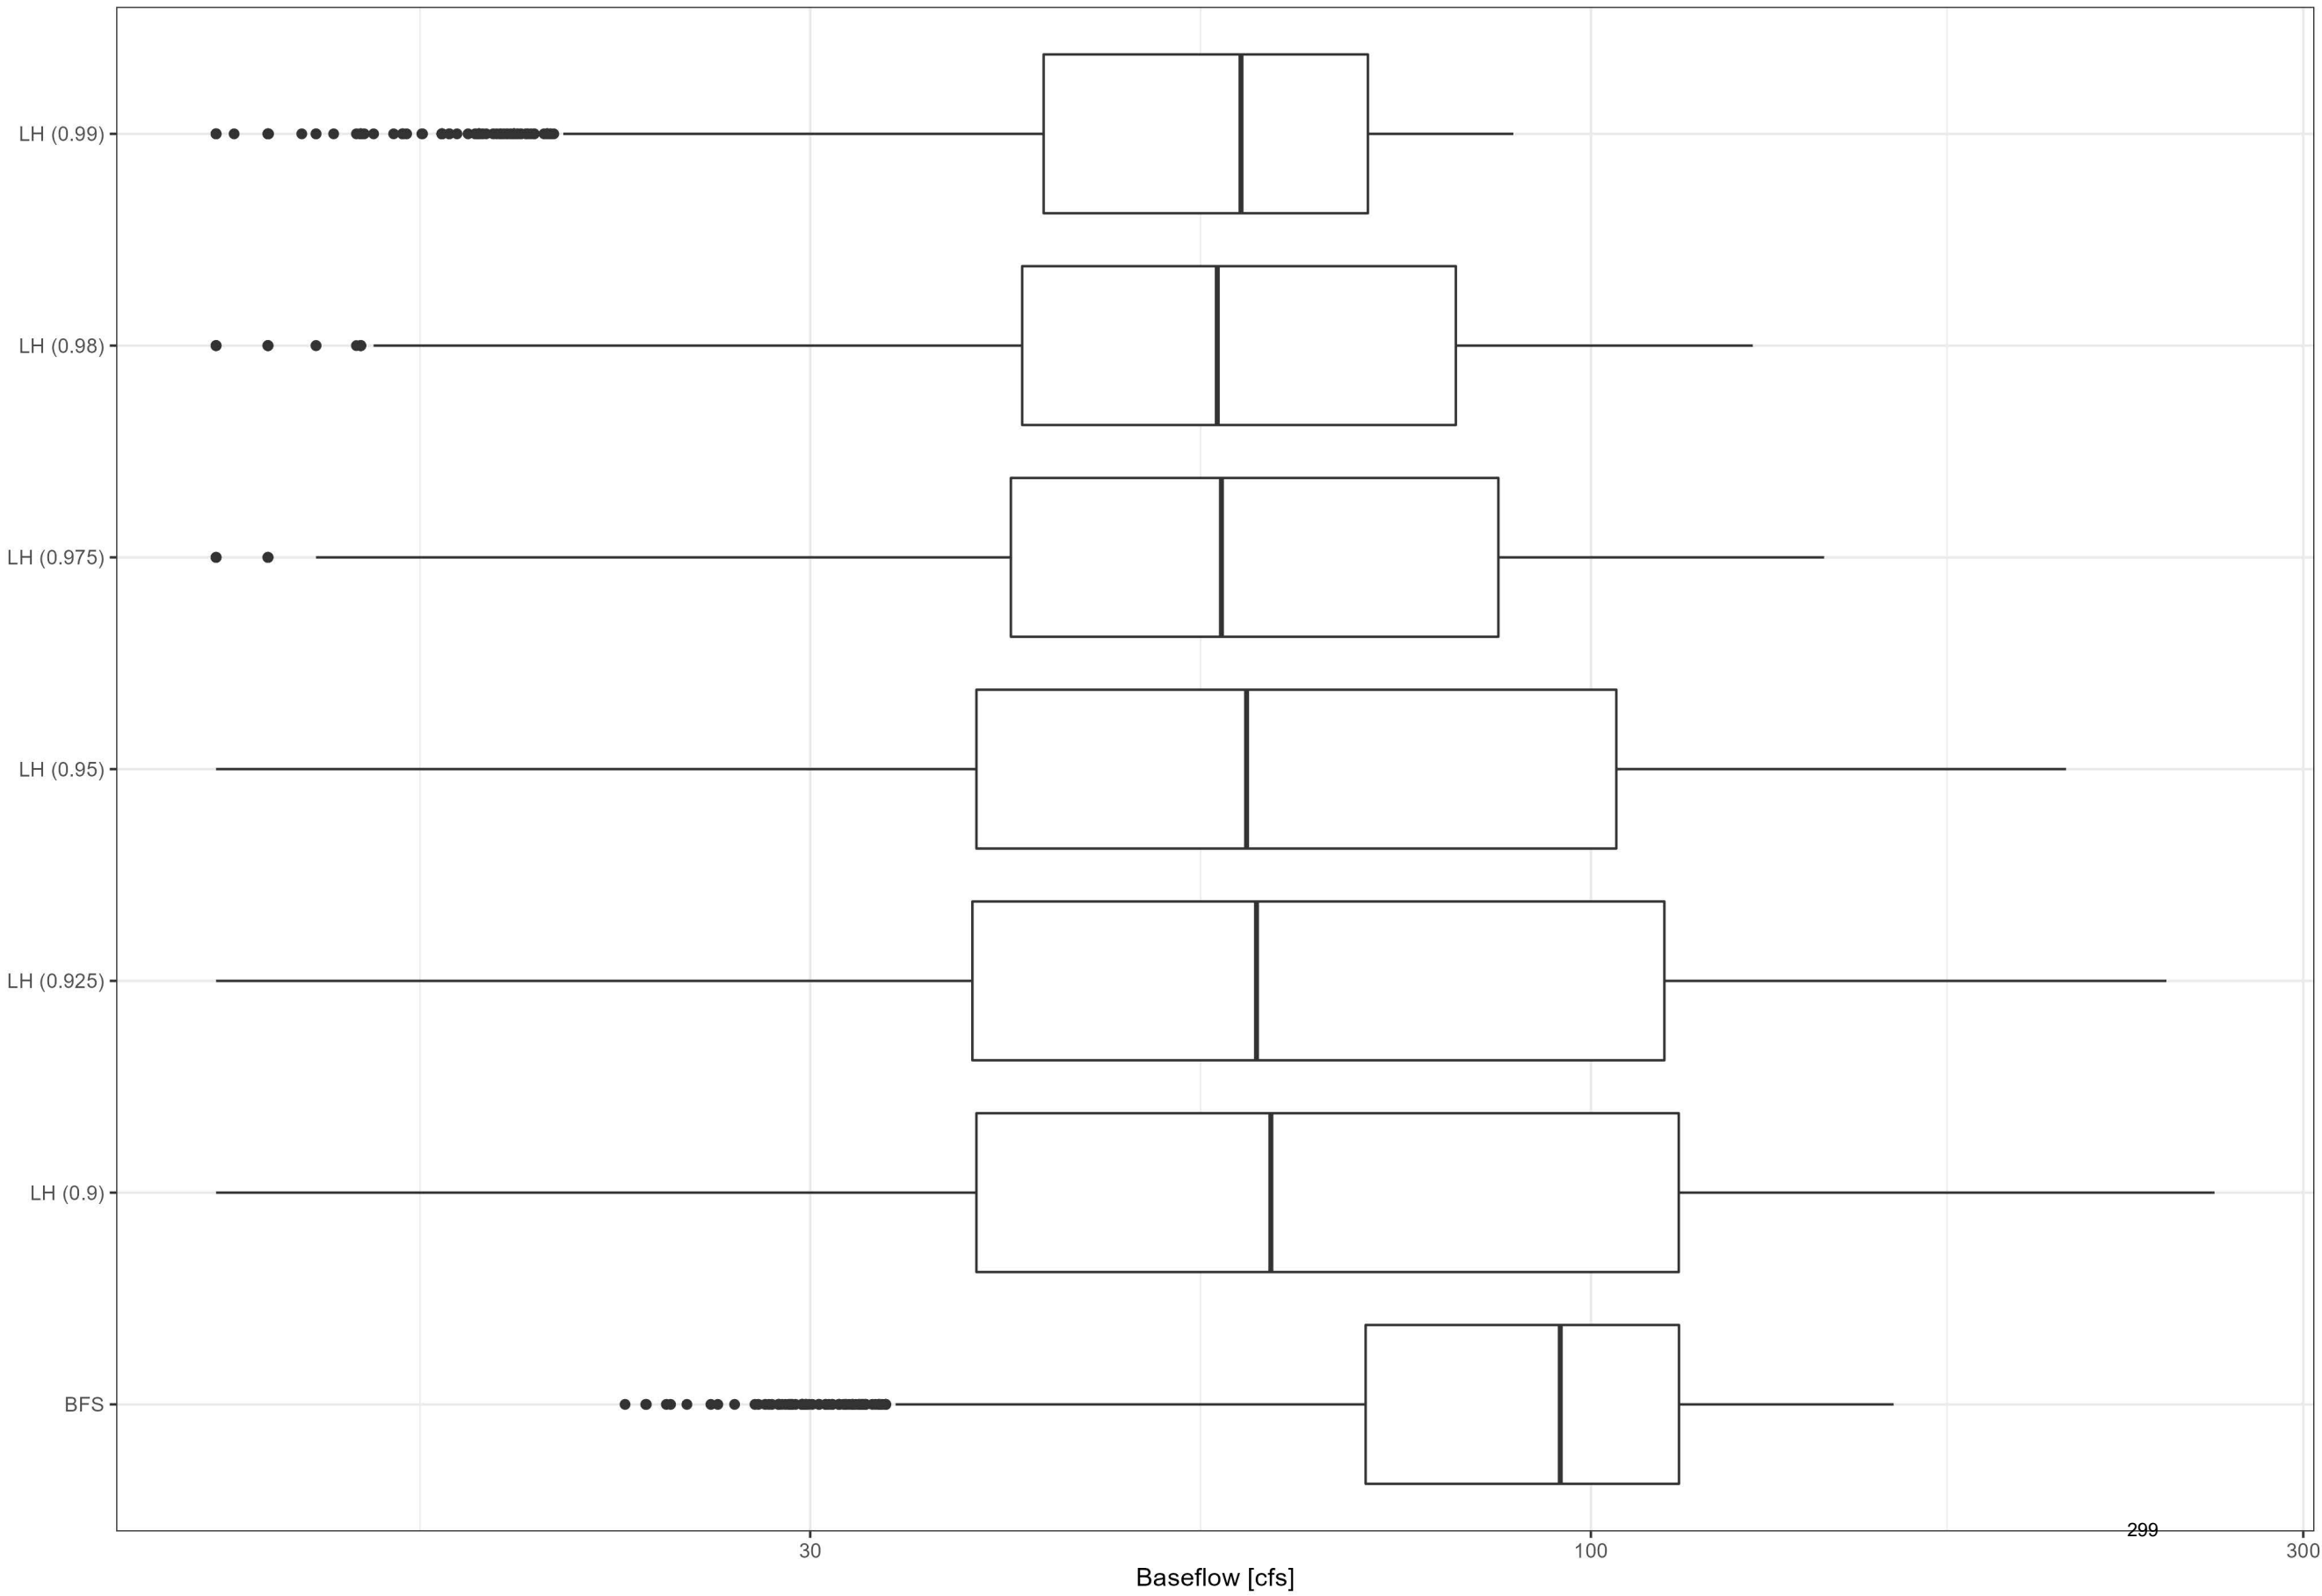 LH (0.99)
LH (0.98)
LH (0.975)
LH (0.95)
LH (0.925)
LH (0.9)
BFS
299
30
100
300
Baseflow [cfs]